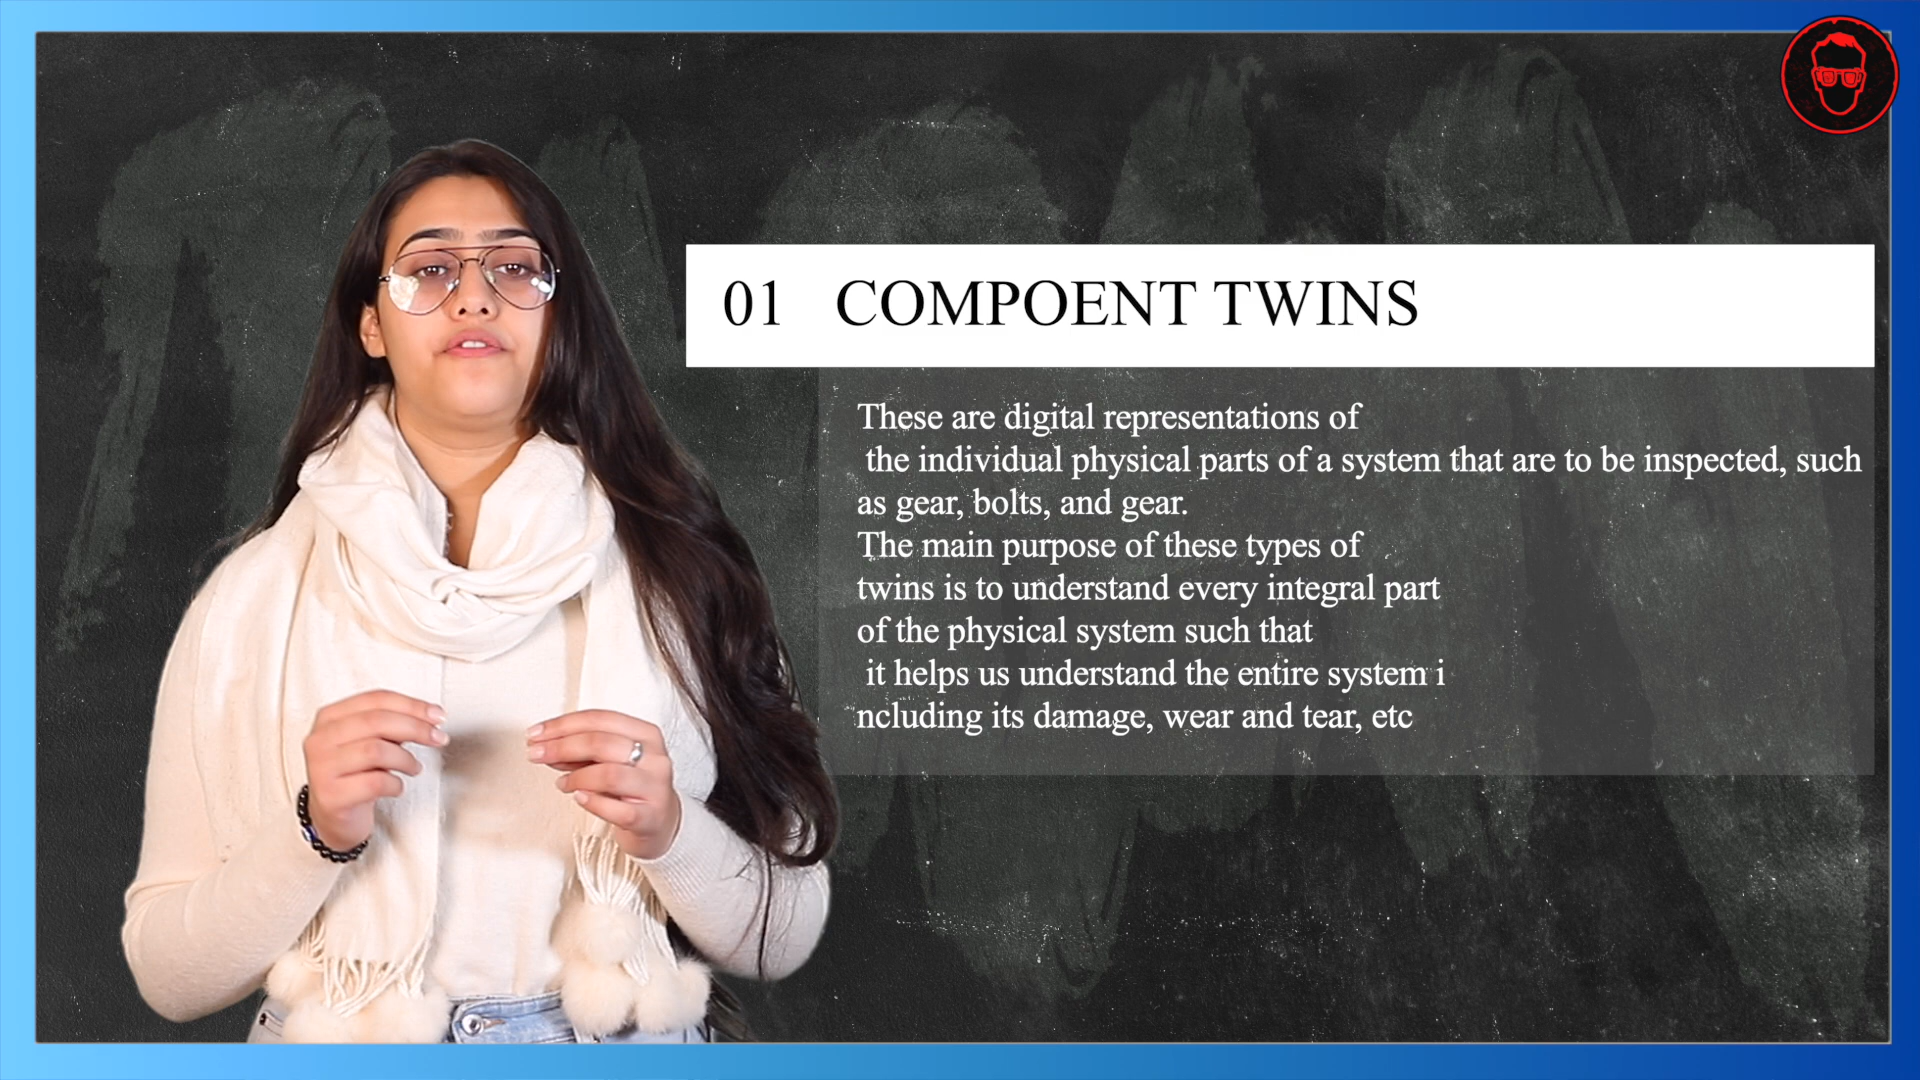 01 COMPOENT TWINS
These are digital representations of
the individual physical parts of a system that are to be inspected, such
as gear, bolts, and gear.
The main purpose of these types of
twins is to understand every integral part
of the physical system such that
it helps us understand the entire system i
ncluding its damage, wear and tear, etc